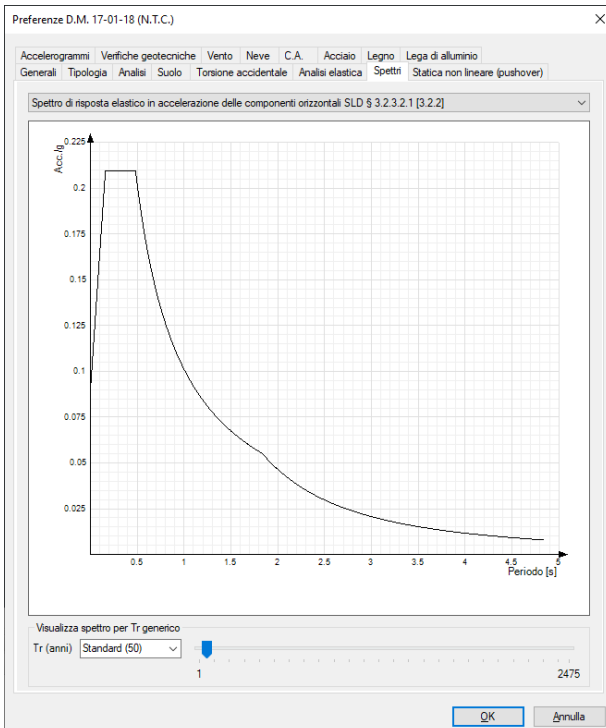 Preferenze D.M. 17-01-18 (N.T.C.)
Accelerogrammi Verifiche geotecniche Vento Neve C.A. Acciaio Legno Lega di alluminio
Generali Tipologia Analisi Suolo Torsione accidentale Analisi elastica Spettri Statica non lineare (pushover)
Spettro di risposta elastico in accelerazione delle componenti orizzontali SLD § 3.2.3.2.1 [3.2.2]
Acc./g
0.225
0.2
0.175
0.15
0.125
0.1
0.075
0.05
0.025
0.5 1 1.5 2 2.5 3 3.5 4 4.5 5
Periodo [s]
Visualizza spettro per Tr generico
Tr (anni) Standard (50)
1 2475
OK Annulla